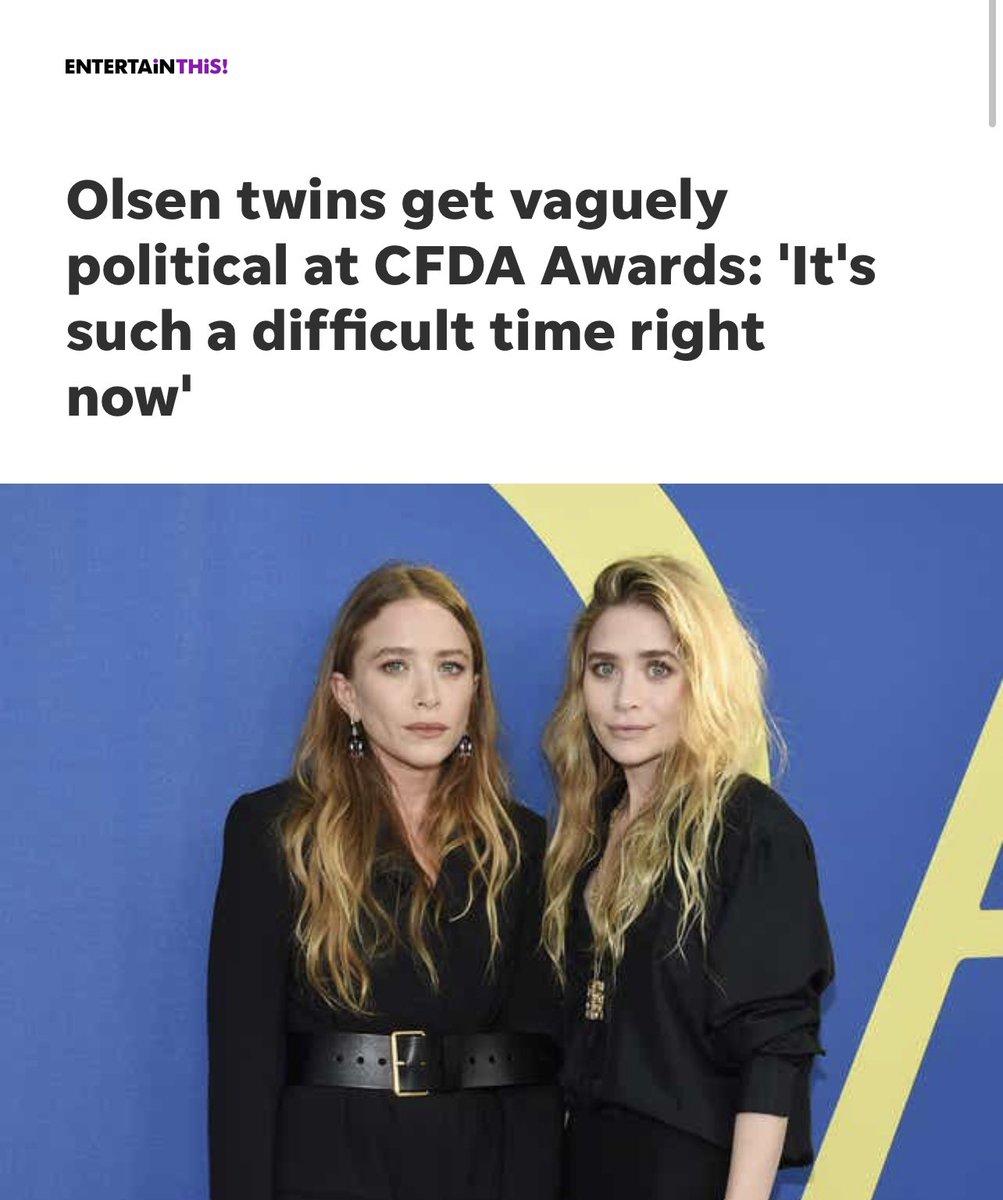 ENTERTAiNTHiS!
Olsen twins get vaguely
political at CFDA Awards: 'It's
such a difficult time right
now'
A